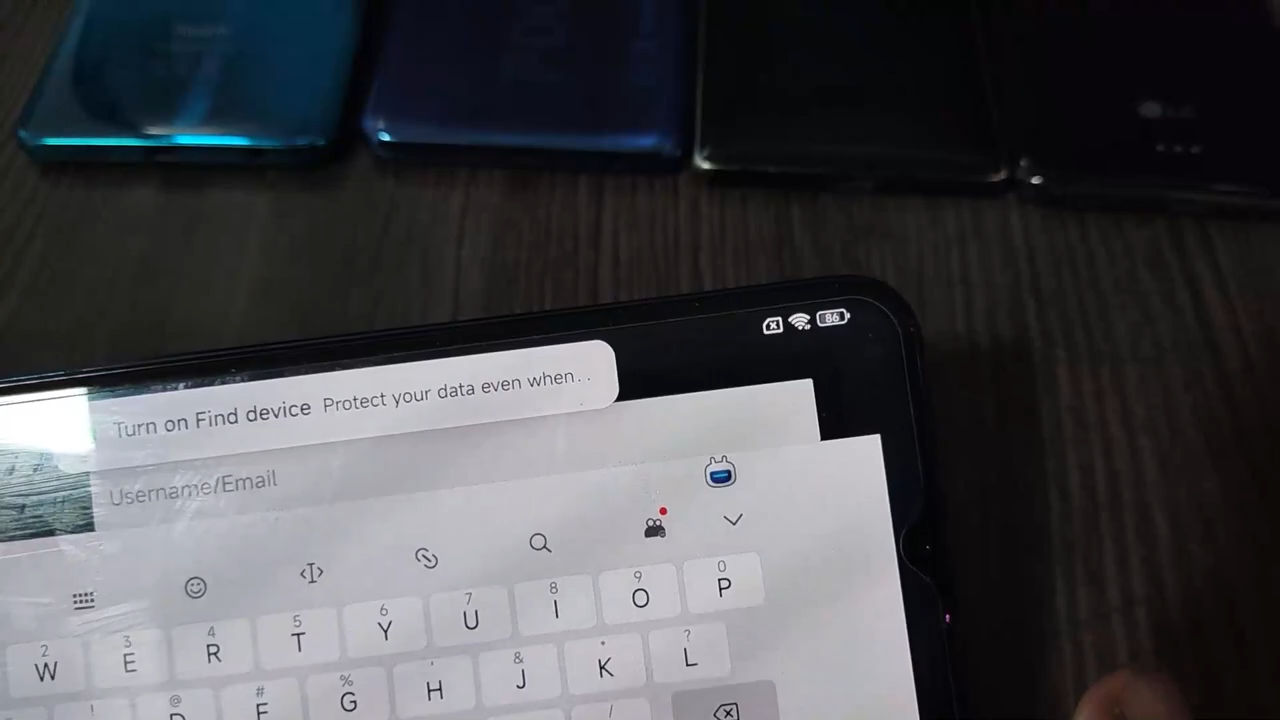 LG
86
Turn on Find device Protect your data even when. .
Username/Email
2 3 4 5 6 7 8 9 0
W E R T Y U I O P
@ # % ' & * ?
D F G H J K L
! /